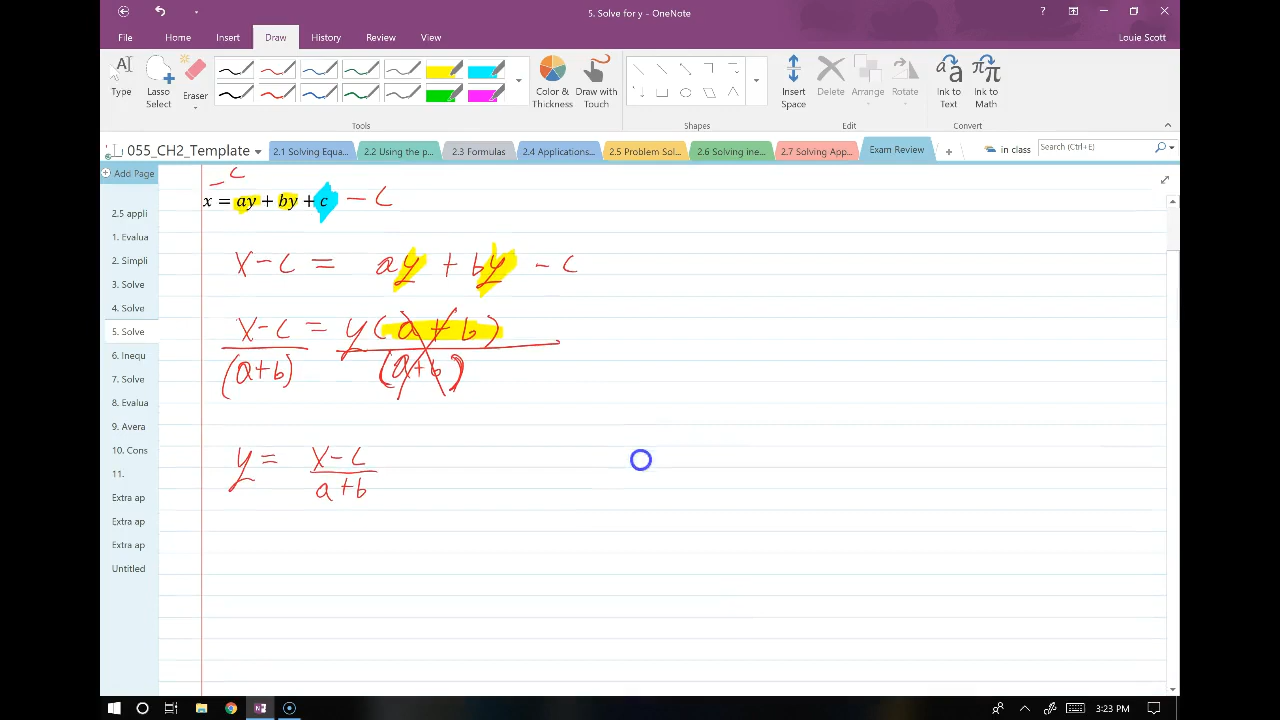 5. Solve for y - OneNote
File Home Insert Draw History Review View Louie Scott
Type Lasso Select Eraser Color & Thickness Draw with Touch Insert Space Delete Arrange Rotate Ink to Text Ink to Math
Tools Shapes Edit Convert
055_CH2_Template 2.1 Solving Equa... 2.2 Using the p... 2.3 Formulas 2.4 Applications... 2.5 Problem Sol... 2.6 Solving ine... 2.7 Solving App... Exam Review + in class Search (Ctrl+E)
Add Page
2.5 appli
1. Evalua
2. Simpli
3. Solve
4. Solve
5. Solve
6. Inequ
7. Solve
8. Evalua
9. Avera
10. Cons
11.
Extra ap
Extra ap
Extra ap
Untitled
-c
x = ay + by + c - c
x-c = ay + by - c
x-c = y(a+b)
(a+b) (a+b)
y = x-c
a+b
3:23 PM